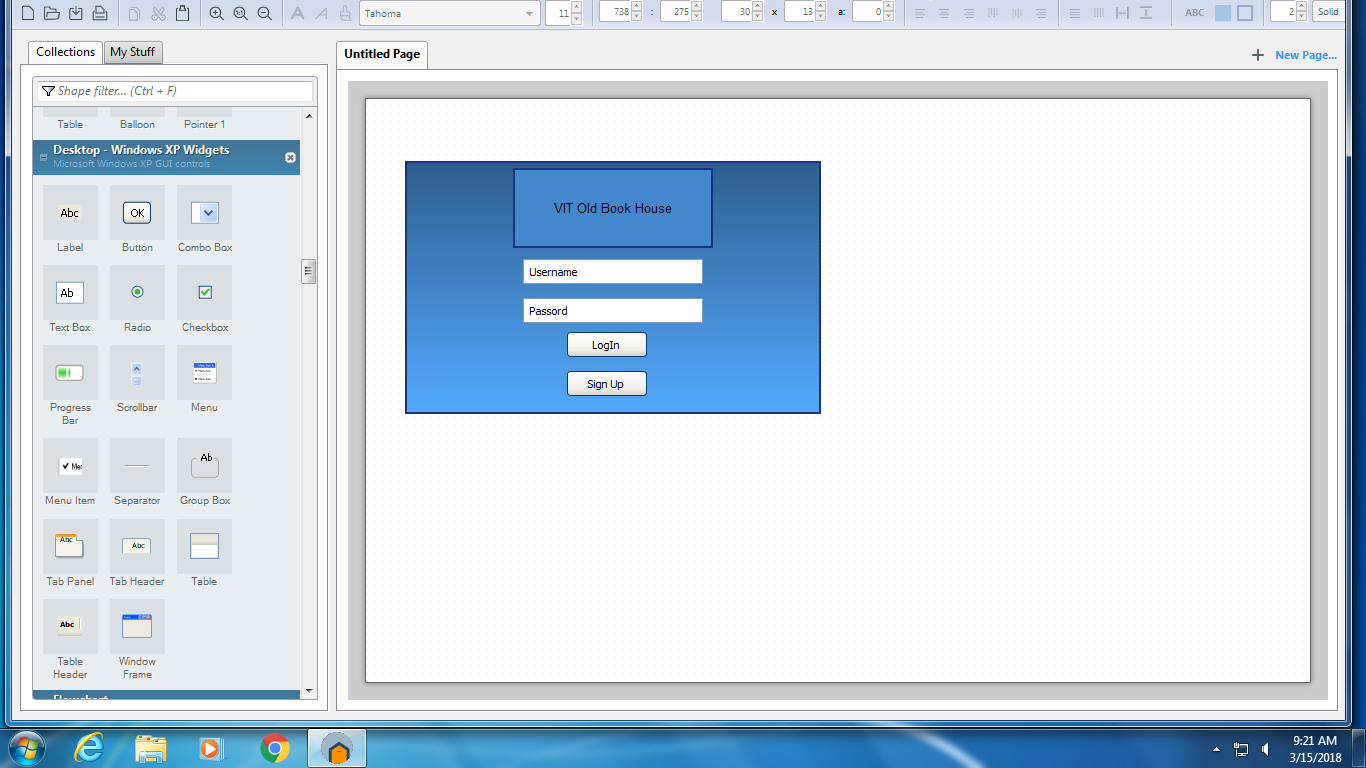 Tahoma 11 738 : 275 30 x 13 a: 0 ABC 2 Solid
Collections My Stuff
Untitled Page
New Page...
Shape filter... (Ctrl + F)
Table Balloon Pointer 1
Desktop - Windows XP Widgets
Microsoft Windows XP GUI controls
Abc OK
Label Button Combo Box
Ab
Text Box Radio Checkbox
Progress Bar Scrollbar Menu
Ab
Menu Item Separator Group Box
Abc Abc
Tab Panel Tab Header Table
Abc
Table Header Window Frame
VIT Old Book House
Username
Passord
LogIn
Sign Up
9:21 AM
3/15/2018